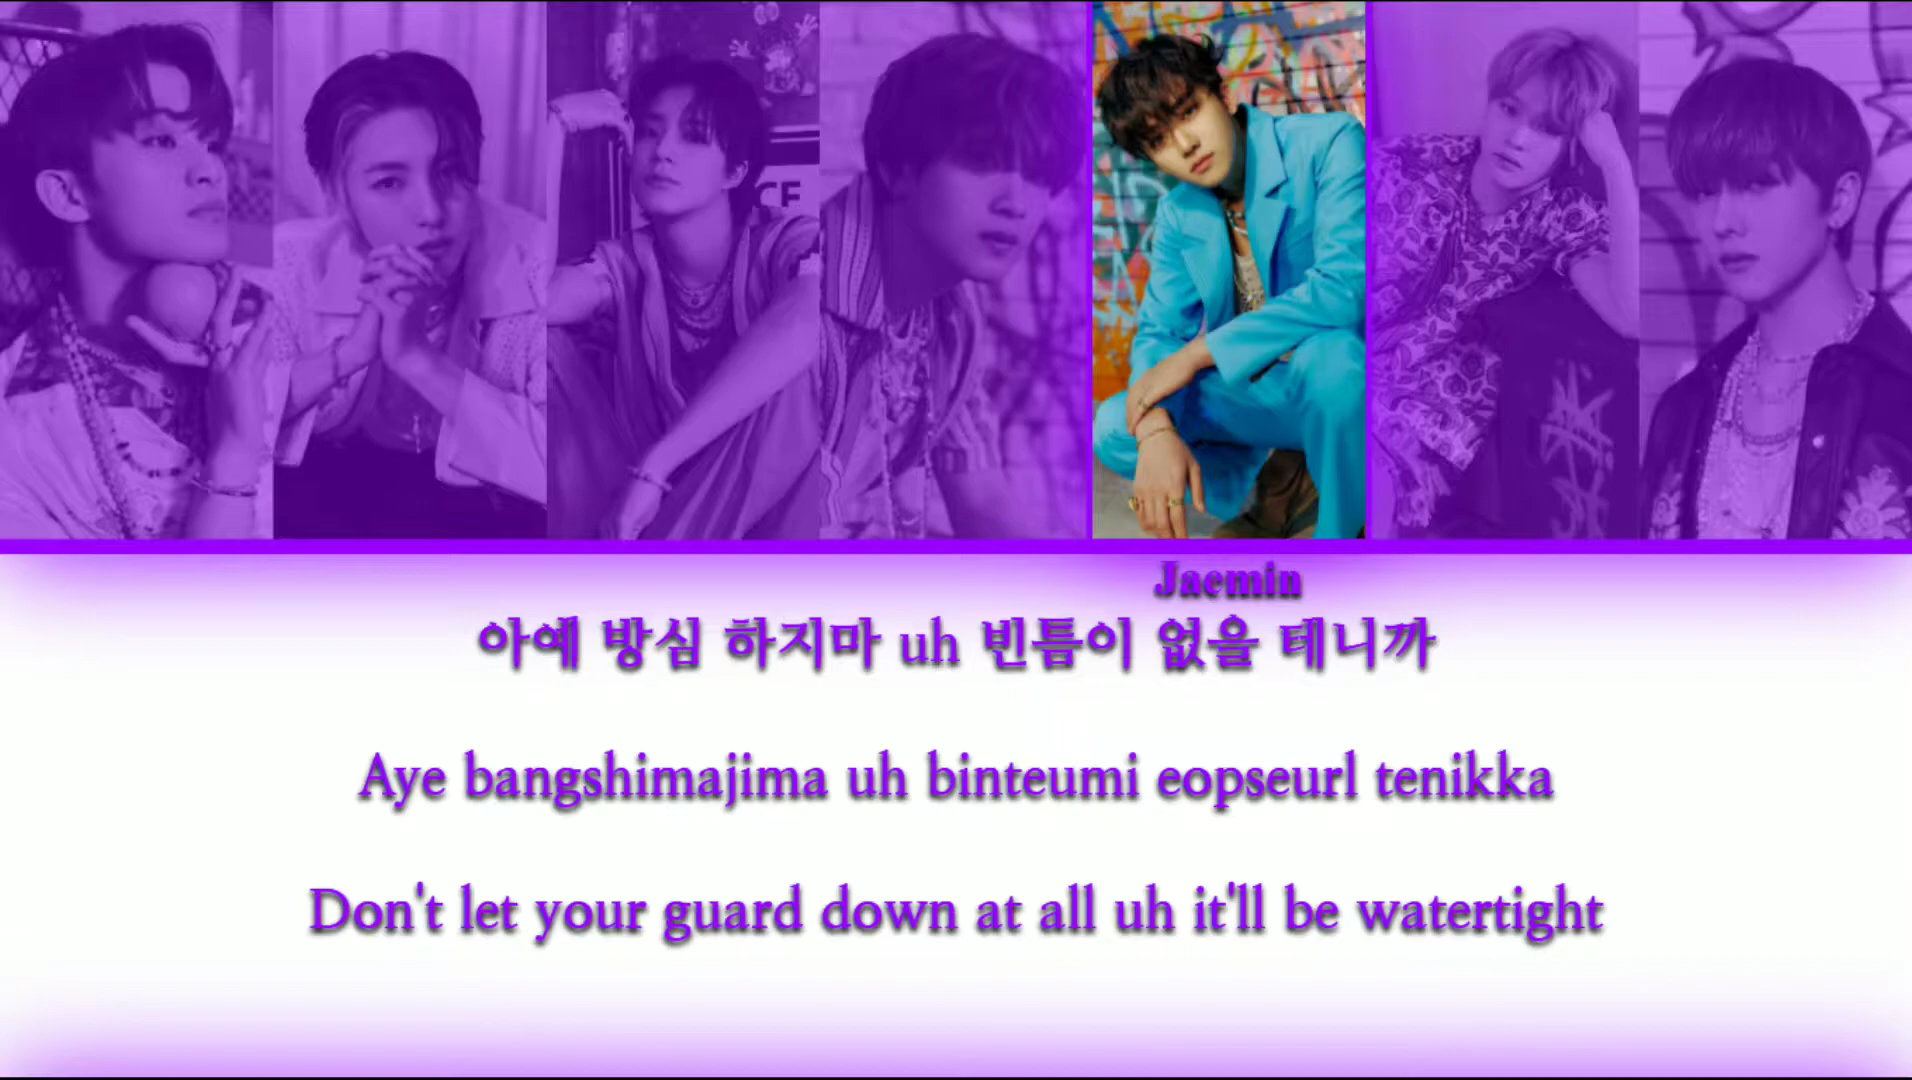 CE
Jaemin
아예 방심 하지마 uh 빈틈이 없을 테니까
Aye bangshimajima uh binteumi eopseurl tenikka
Don't let your guard down at all uh it'll be watertight